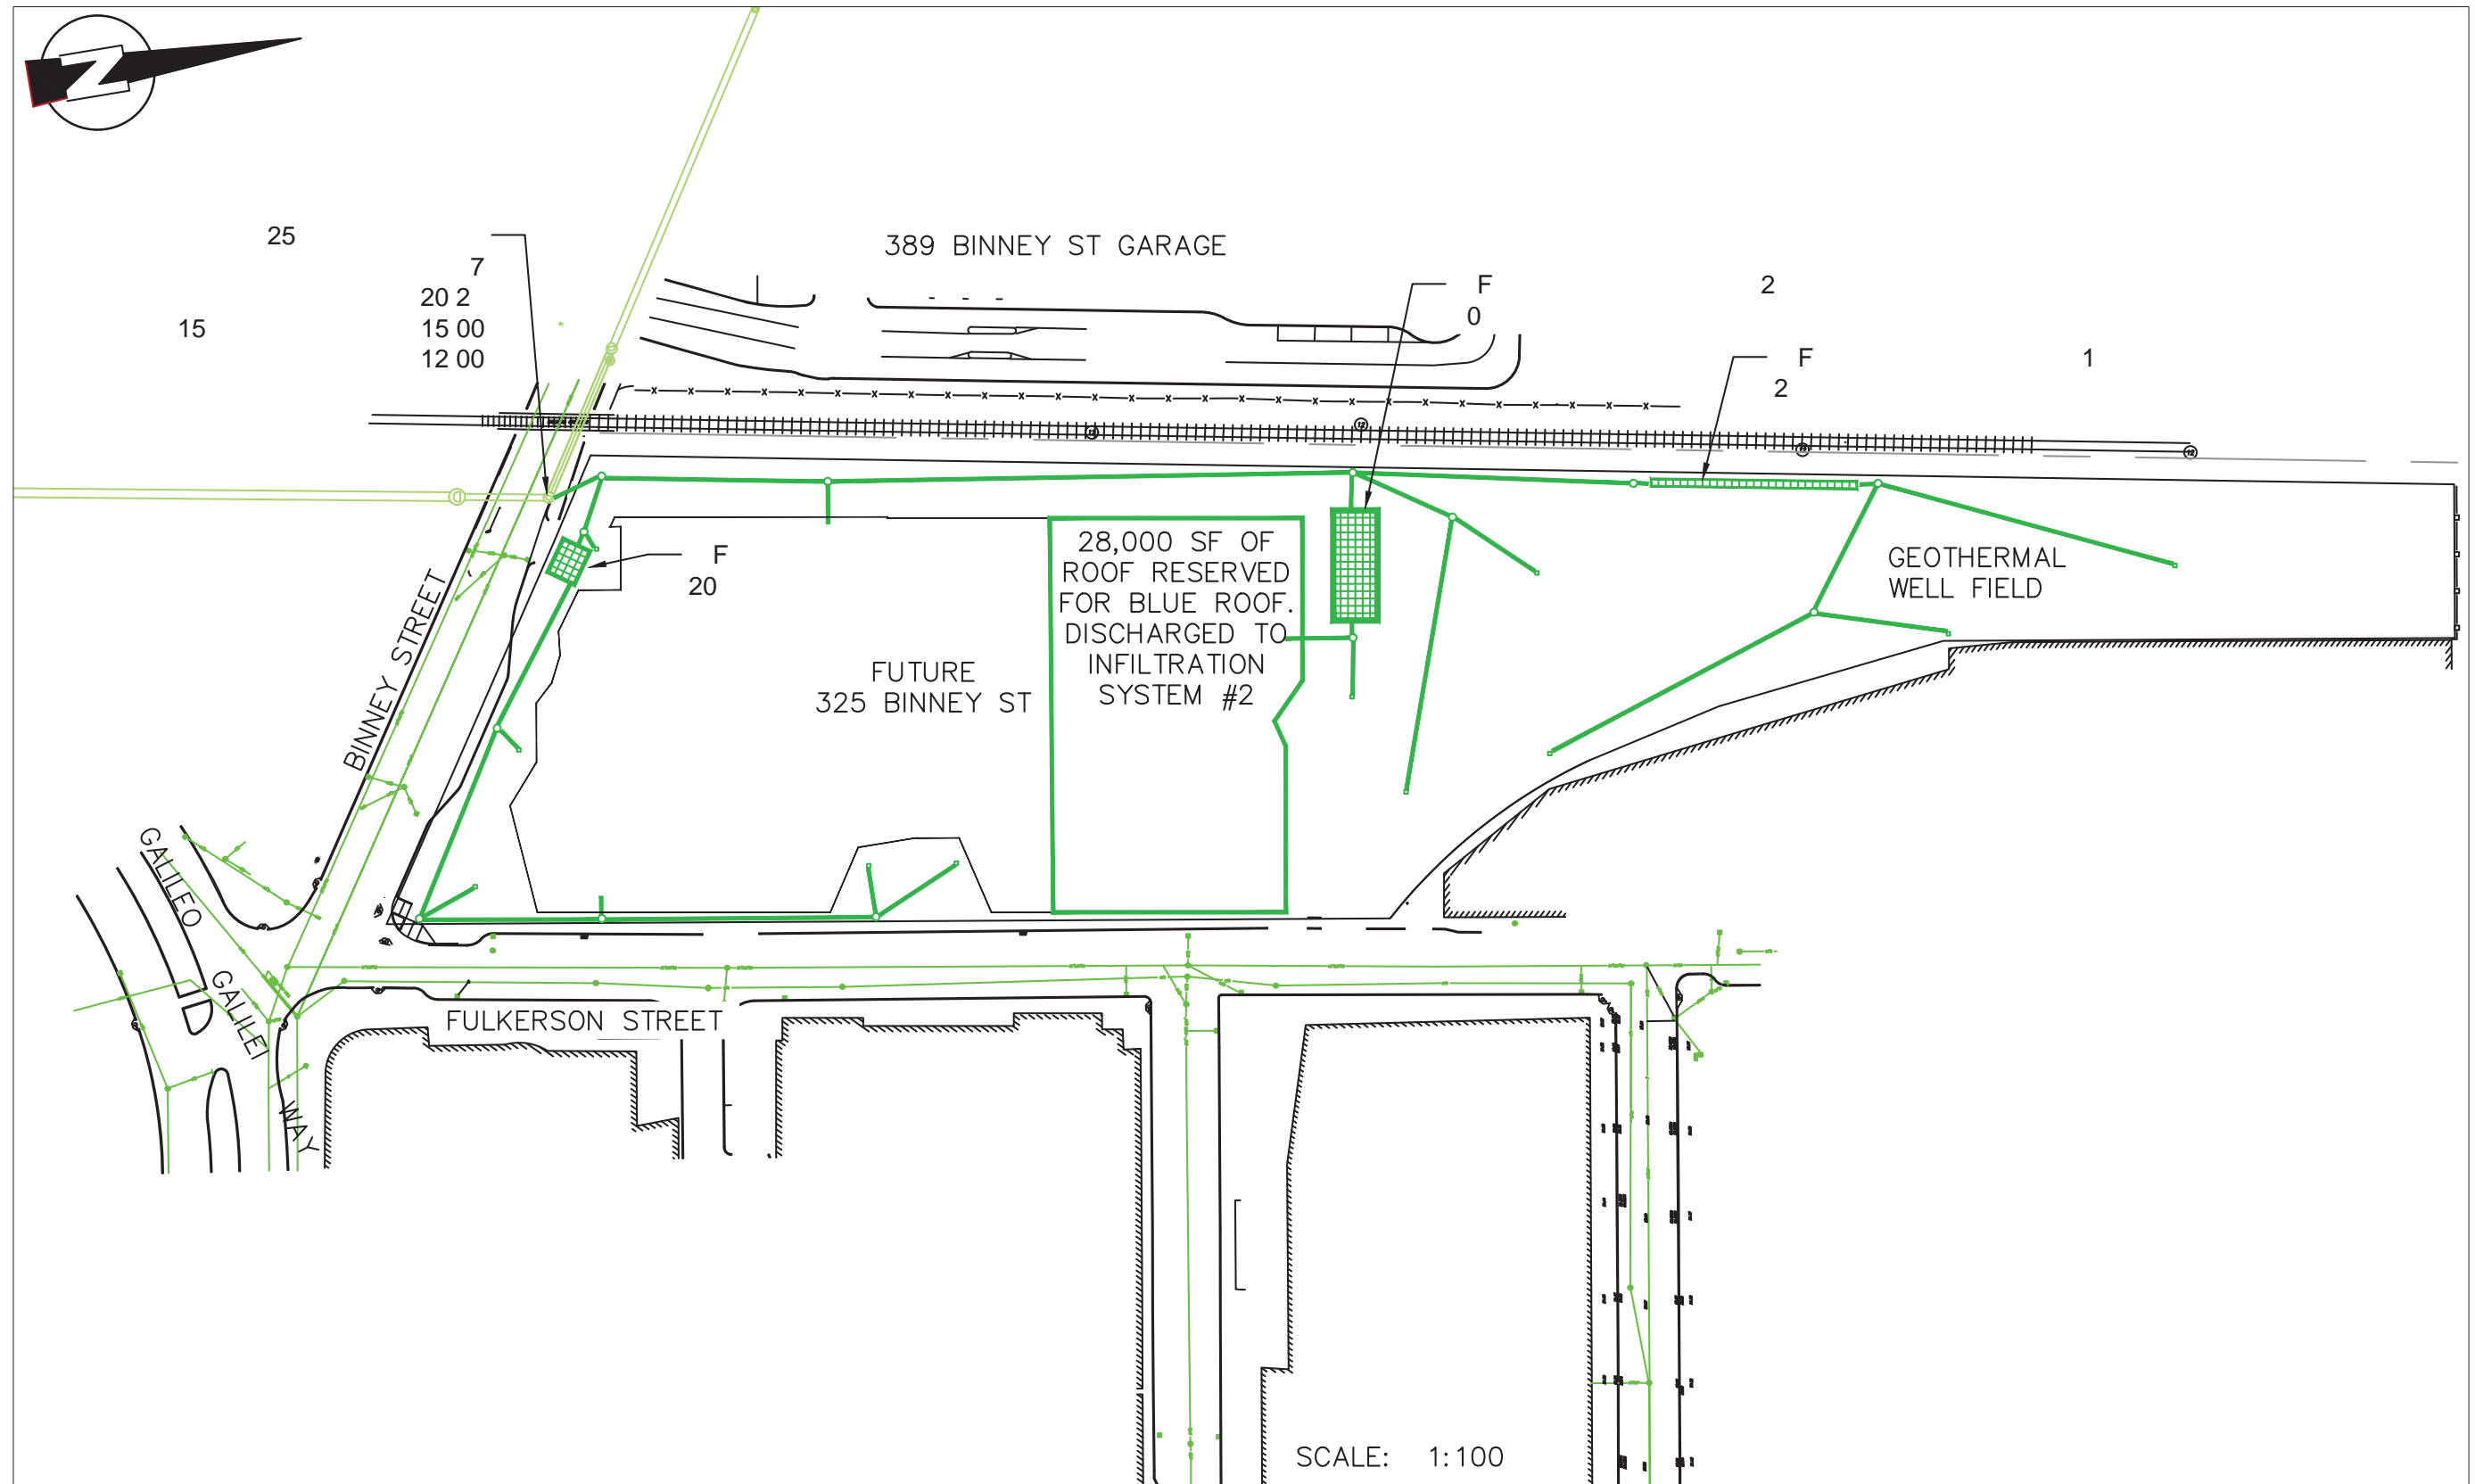 N
25
7
20 2
15 00
12 00
15
389 BINNEY ST GARAGE
F
0
2
F
2
1
F
20
28,000 SF OF
ROOF RESERVED
FOR BLUE ROOF.
DISCHARGED TO
INFILTRATION
SYSTEM #2
GEOTHERMAL
WELL FIELD
FUTURE
325 BINNEY ST
BINNEY STREET
GALILEO
GALILEI
WAY
FULKERSON STREET
SCALE: 1:100